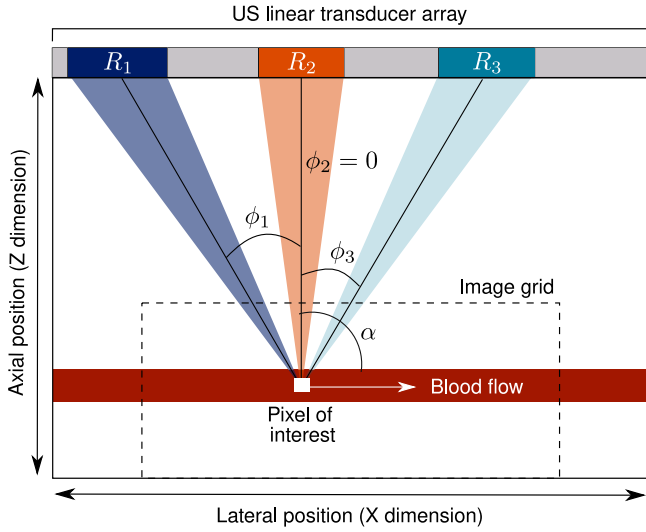 US linear transducer array
R₁ R₂ R₃
ϕ₂ = 0
ϕ₁
ϕ₃
Image grid
α
Blood flow
Pixel of
interest
Axial position (Z dimension)
Lateral position (X dimension)